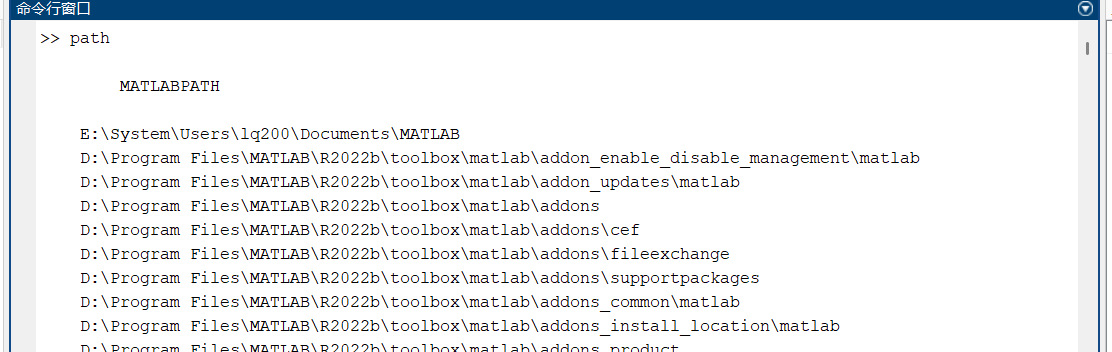 命令行窗口
>> path
MATLABPATH
E:\System\Users\lq200\Documents\MATLAB
D:\Program Files\MATLAB\R2022b\toolbox\matlab\addon_enable_disable_management\matlab
D:\Program Files\MATLAB\R2022b\toolbox\matlab\addon_updates\matlab
D:\Program Files\MATLAB\R2022b\toolbox\matlab\addons
D:\Program Files\MATLAB\R2022b\toolbox\matlab\addons\cef
D:\Program Files\MATLAB\R2022b\toolbox\matlab\addons\fileexchange
D:\Program Files\MATLAB\R2022b\toolbox\matlab\addons\supportpackages
D:\Program Files\MATLAB\R2022b\toolbox\matlab\addons_common\matlab
D:\Program Files\MATLAB\R2022b\toolbox\matlab\addons_install_location\matlab
D:\Program Files\MATLAB\R2022b\toolbox\matlab\addons_product